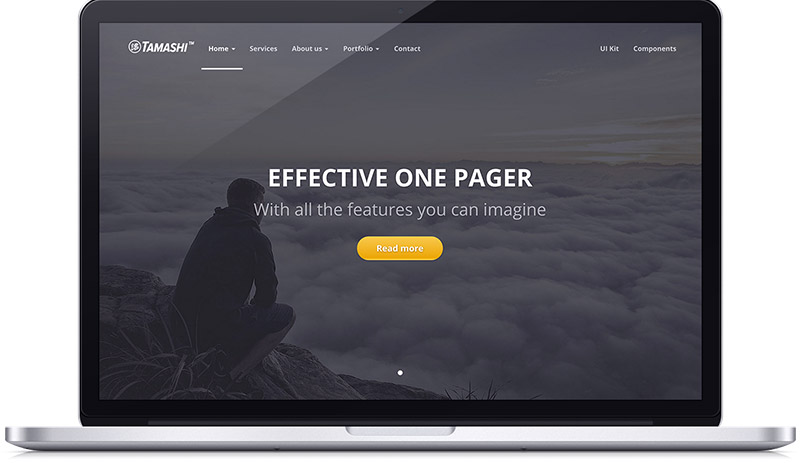 TAMASHI™ Home Services About us Portfolio Contact UI Kit Components
EFFECTIVE ONE PAGER
With all the features you can imagine
Read more